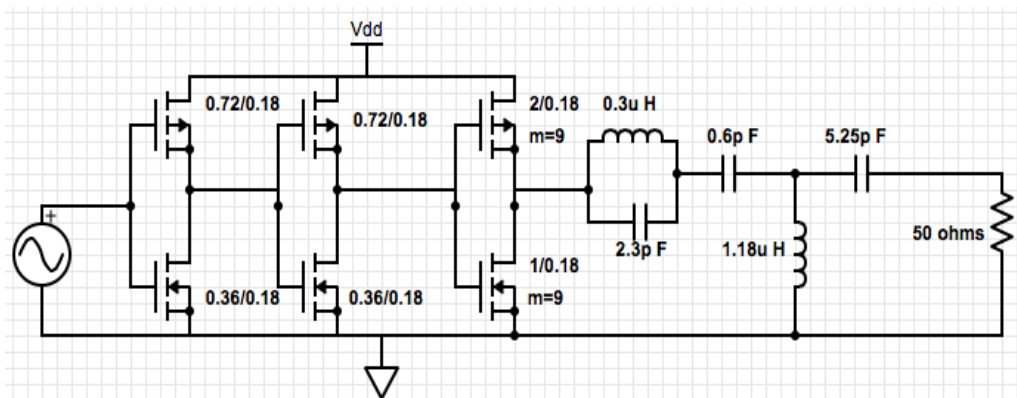 Vdd
0.72/0.18
0.72/0.18
2/0.18
m=9
0.3u H
0.6p F
5.25p F
2.3p F
1.18u H
50 ohms
+
0.36/0.18
0.36/0.18
1/0.18
m=9